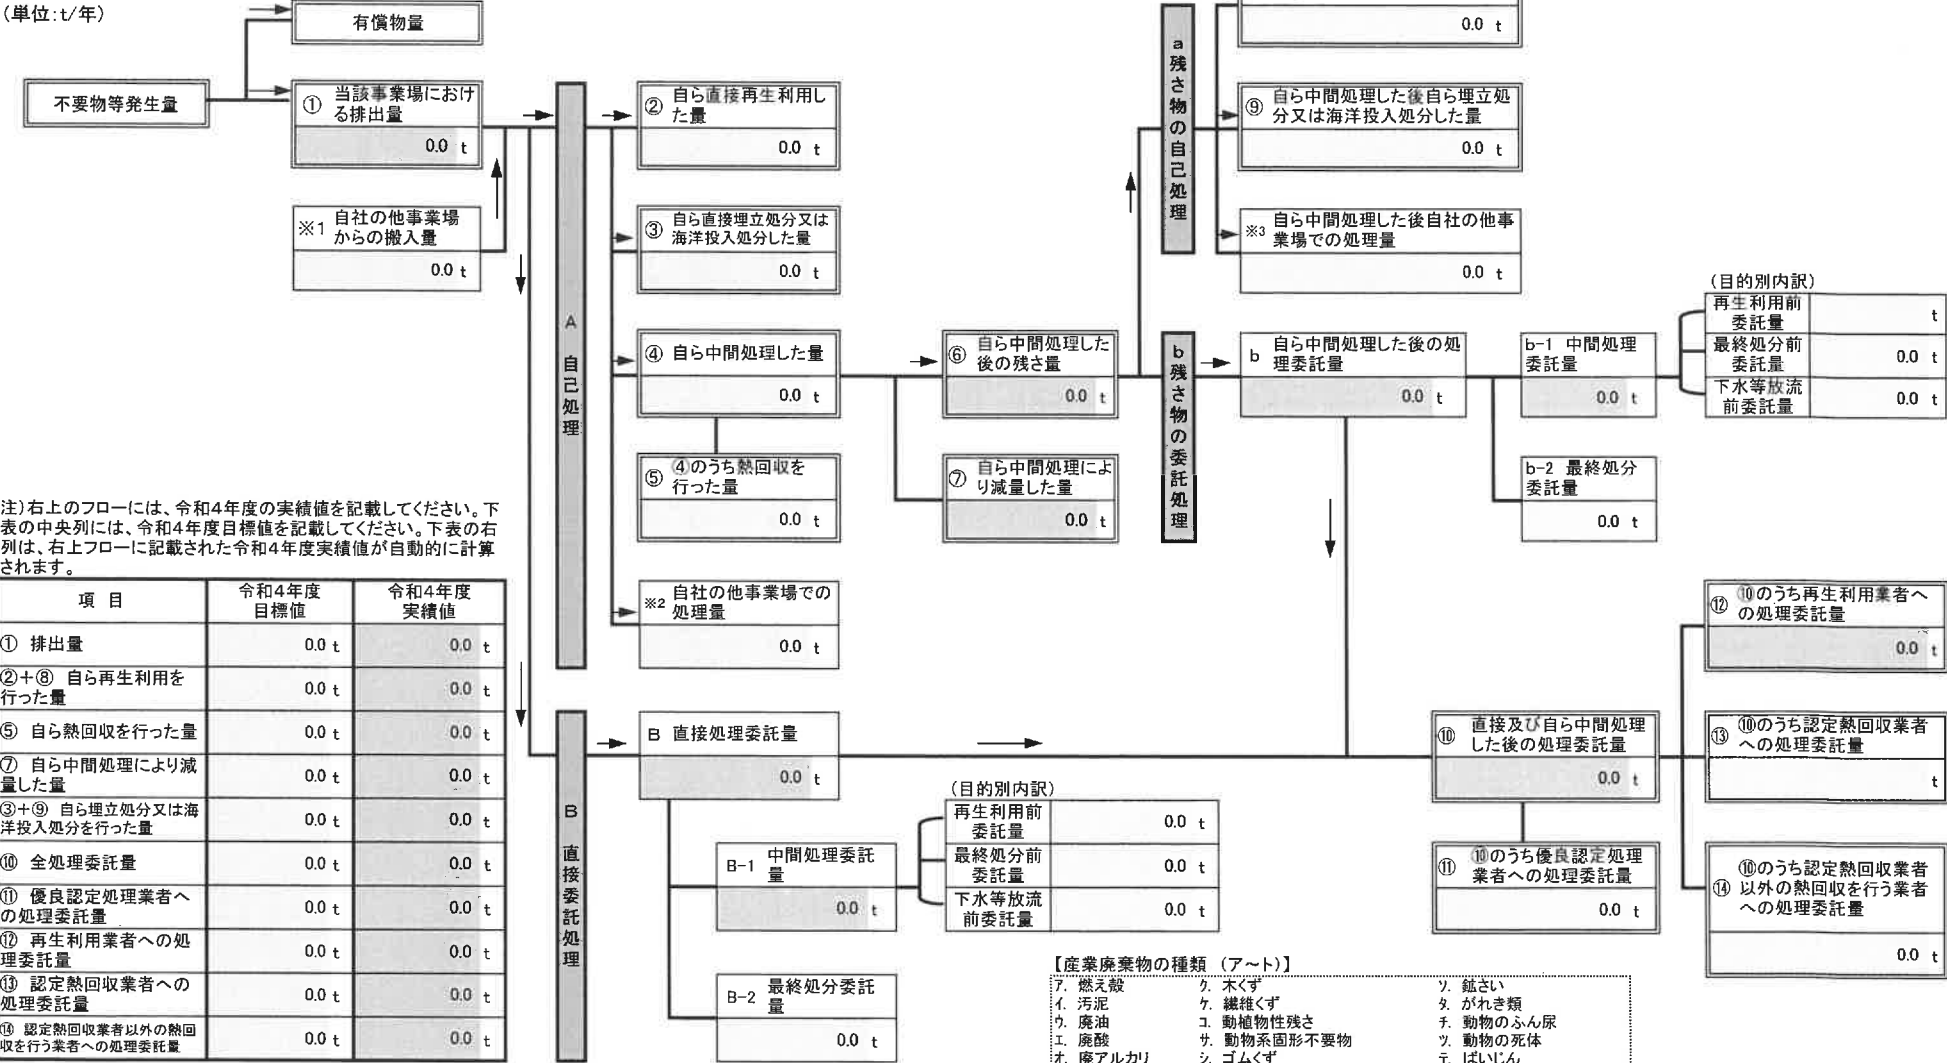 (単位:t/年)
有償物量
不要物等発生量
① 当該事業場におけ
る排出量
0.0 t
※1 自社の他事業場
からの搬入量
0.0 t
A 自己処理
② 自ら直接再生利用し
た量
0.0 t
③ 自ら直接埋立処分又は
海洋投入処分した量
0.0 t
④ 自ら中間処理した量
0.0 t
⑤ ④のうち熱回収を
行った量
0.0 t
※2 自社の他事業場での
処理量
0.0 t
⑥ 自ら中間処理した
後の残さ量
0.0 t
⑦ 自ら中間処理によ
り減量した量
0.0 t
a 残さ物の自己処理
0.0 t
⑨ 自ら中間処理した後自ら埋立処
分又は海洋投入処分した量
0.0 t
※3 自ら中間処理した後自社の他事
業場での処理量
0.0 t
b 残さ物の委託処理
b 自ら中間処理した後の処
理委託量
0.0 t
b-1 中間処理
委託量
0.0 t
(目的別内訳)
再生利用前
委託量
t
最終処分前
委託量
0.0 t
下水等放流
前委託量
0.0 t
b-2 最終処分
委託量
0.0 t
注)右上のフローには、令和4年度の実績値を記載してください。下
表の中央列には、令和4年度目標値を記載してください。下表の右
列は、右上フローに記載された令和4年度実績値が自動的に計算
されます。
項 目
令和4年度
目標値
令和4年度
実績値
① 排出量 0.0 t 0.0 t
②+⑧ 自ら再生利用を
行った量
0.0 t 0.0 t
⑤ 自ら熱回収を行った量 0.0 t 0.0 t
⑦ 自ら中間処理により減
量した量
0.0 t 0.0 t
③+⑨ 自ら埋立処分又は海
洋投入処分を行った量
0.0 t 0.0 t
⑩ 全処理委託量 0.0 t 0.0 t
⑪ 優良認定処理業者へ
の処理委託量
0.0 t 0.0 t
⑫ 再生利用業者への処
理委託量
0.0 t 0.0 t
⑬ 認定熱回収業者への
処理委託量
0.0 t 0.0 t
⑭ 認定熱回収業者以外の熱回
収を行う業者への処理委託量
0.0 t 0.0 t
B 直接委託処理
B 直接処理委託量
0.0 t
B-1 中間処理委託
量
0.0 t
(目的別内訳)
再生利用前
委託量
0.0 t
最終処分前
委託量
0.0 t
下水等放流
前委託量
0.0 t
B-2 最終処分委託
量
0.0 t
⑩ 直接及び自ら中間処理
した後の処理委託量
0.0 t
⑪ ⑩のうち優良認定処理
業者への処理委託量
0.0 t
⑫ ⑩のうち再生利用業者へ
の処理委託量
0.0 t
⑬ ⑩のうち認定熱回収業者
への処理委託量
t
⑭ ⑩のうち認定熱回収業者
以外の熱回収を行う業者
への処理委託量
0.0 t
【産業廃棄物の種類 (ア~ト)】
ア. 燃え殻 ク. 木くず ソ. 鉱さい
イ. 汚泥 ケ. 繊維くず タ. がれき類
ウ. 廃油 コ. 動植物性残さ チ. 動物のふん尿
エ. 廃酸 サ. 動物系固形不要物 ツ. 動物の死体
オ. 廃アルカリ シ. ゴムくず テ. ばいじん